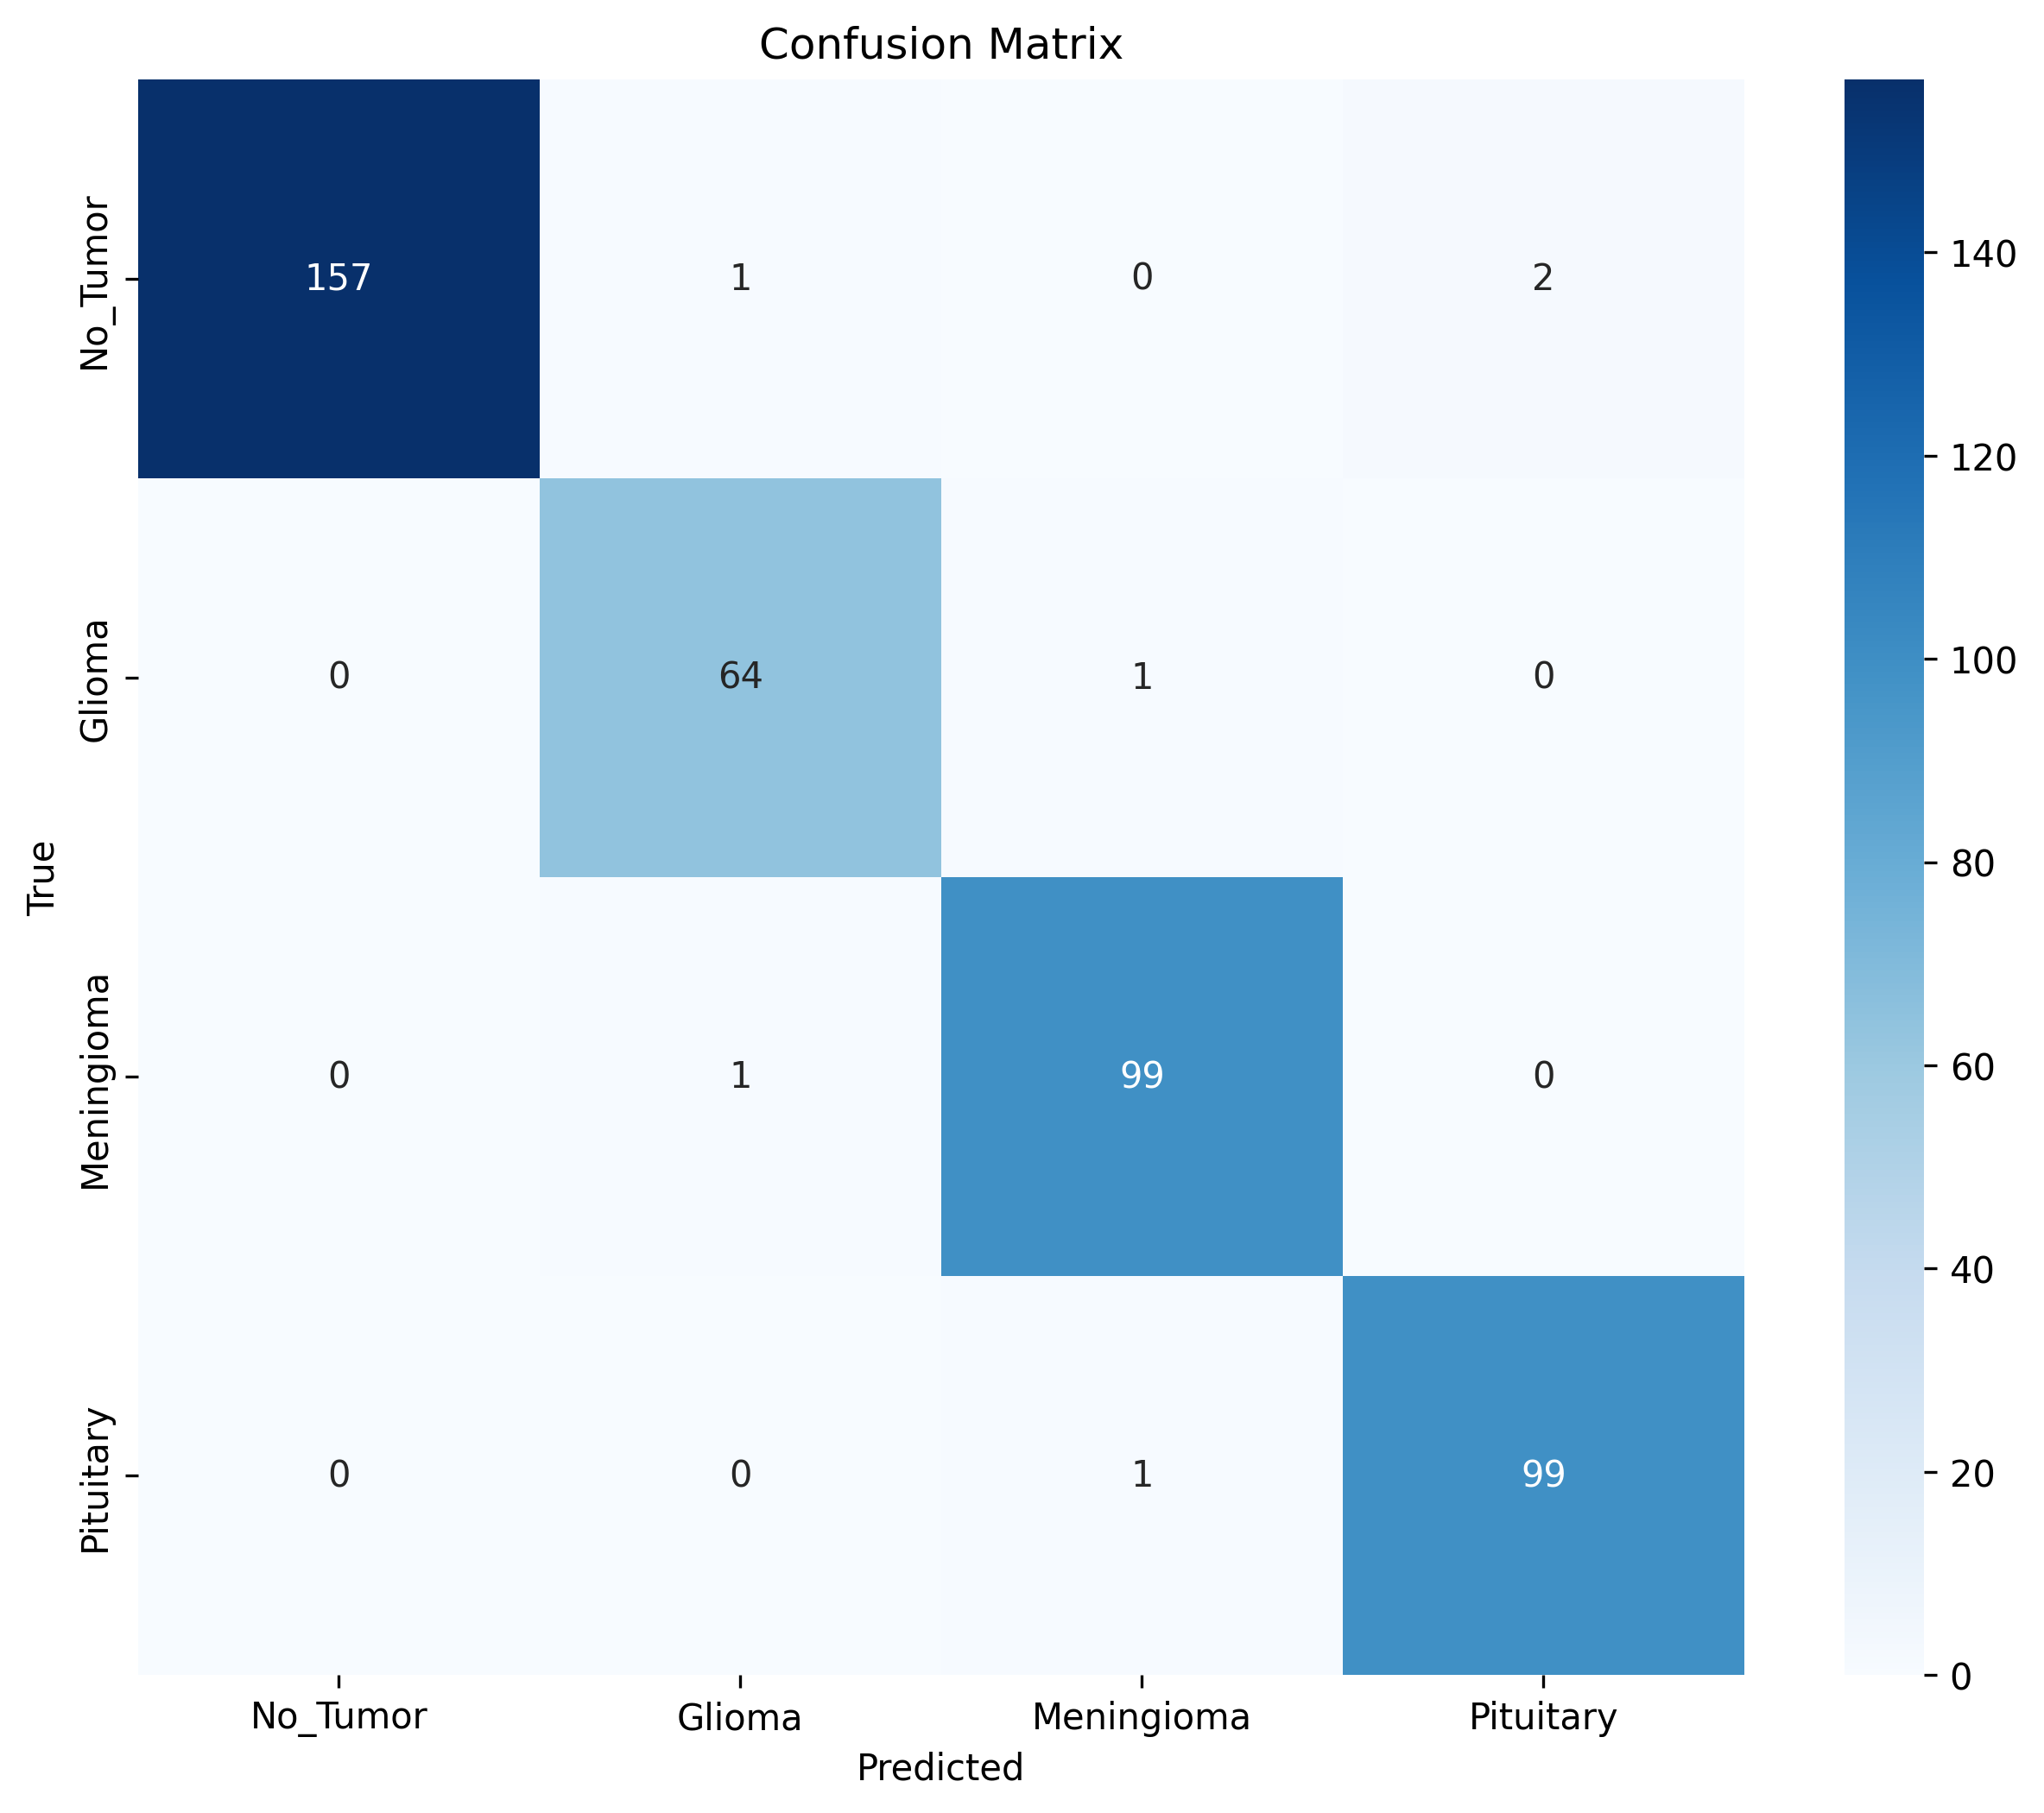 Confusion Matrix
No_Tumor
157 1 0 2
Glioma
0 64 1 0
Meningioma
0 1 99 0
Pituitary
0 0 1 99
True
No_Tumor Glioma Meningioma Pituitary
Predicted
140
120
100
80
60
40
20
0